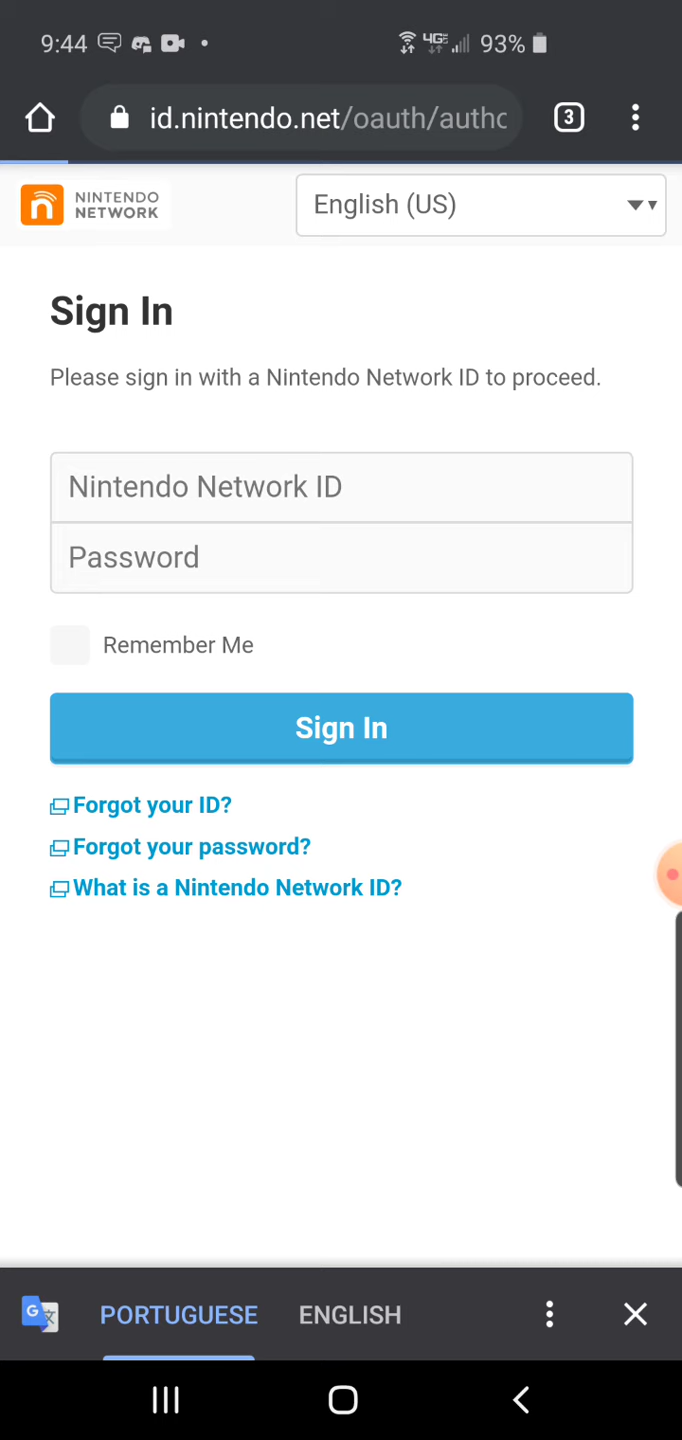 9:44
4GE 93%
id.nintendo.net/oauth/authc
3
NINTENDO
NETWORK
English (US)
Sign In
Please sign in with a Nintendo Network ID to proceed.
Nintendo Network ID
Password
Remember Me
Sign In
Forgot your ID?
Forgot your password?
What is a Nintendo Network ID?
PORTUGUESE ENGLISH